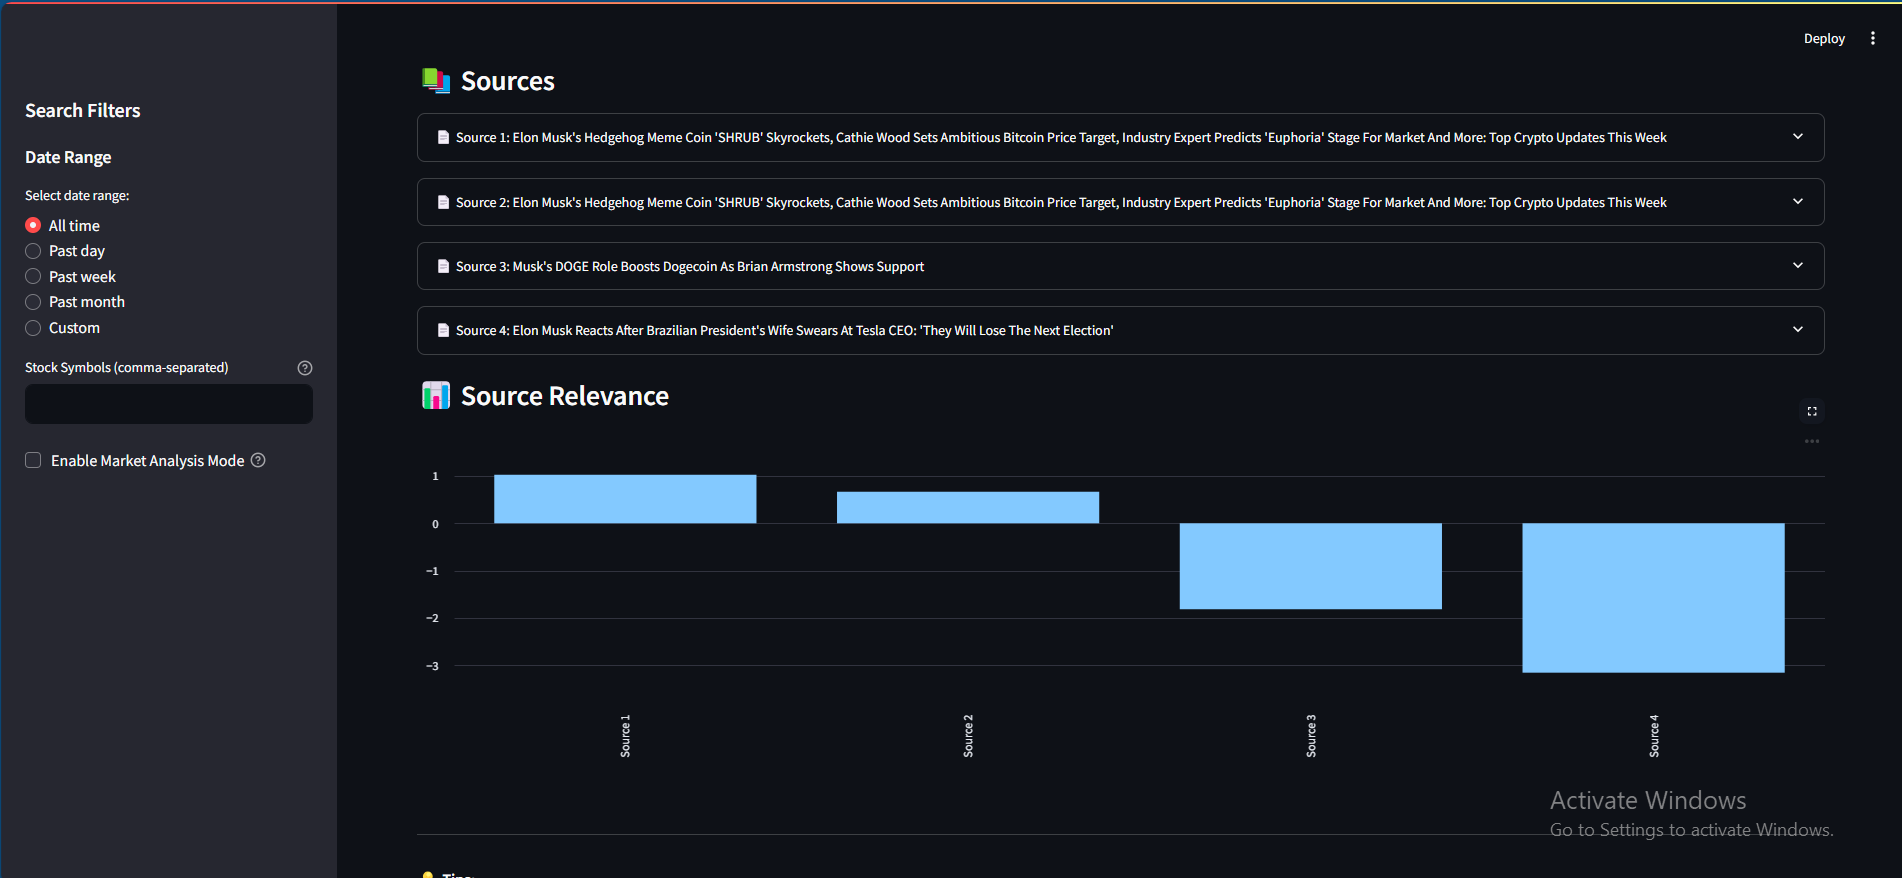 Deploy
Search Filters
Date Range
Select date range:
All time
Past day
Past week
Past month
Custom
Stock Symbols (comma-separated)
Enable Market Analysis Mode
Sources
Source 1: Elon Musk's Hedgehog Meme Coin 'SHRUB' Skyrockets, Cathie Wood Sets Ambitious Bitcoin Price Target, Industry Expert Predicts 'Euphoria' Stage For Market And More: Top Crypto Updates This Week
Source 2: Elon Musk's Hedgehog Meme Coin 'SHRUB' Skyrockets, Cathie Wood Sets Ambitious Bitcoin Price Target, Industry Expert Predicts 'Euphoria' Stage For Market And More: Top Crypto Updates This Week
Source 3: Musk's DOGE Role Boosts Dogecoin As Brian Armstrong Shows Support
Source 4: Elon Musk Reacts After Brazilian President's Wife Swears At Tesla CEO: 'They Will Lose The Next Election'
Source Relevance
1
0
−1
−2
−3
Source 1
Source 2
Source 3
Source 4
Activate Windows
Go to Settings to activate Windows.